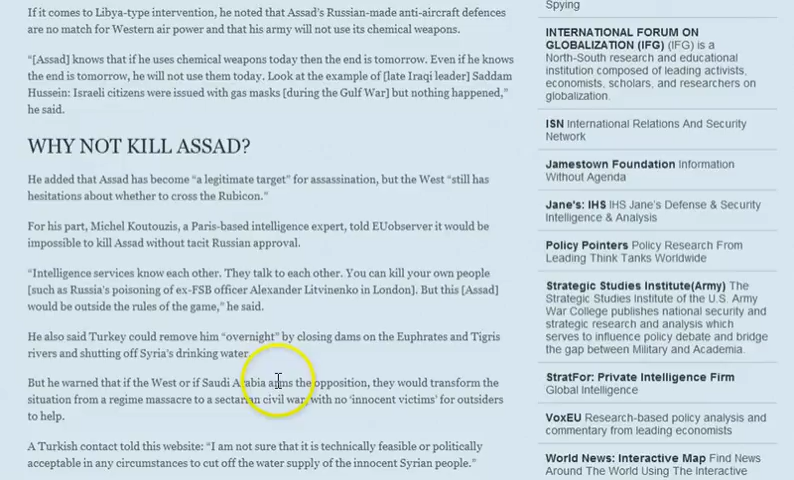 If it comes to Libya-type intervention, he noted that Assad's Russian-made anti-aircraft defences
are no match for Western air power and that his army will not use its chemical weapons.
“[Assad] knows that if he uses chemical weapons today then the end is tomorrow. Even if he knows
the end is tomorrow, he will not use them today. Look at the example of [late Iraqi leader] Saddam
Hussein: Israeli citizens were issued with gas masks [during the Gulf War] but nothing happened,”
he said.
WHY NOT KILL ASSAD?
He added that Assad has become “a legitimate target” for assassination, but the West “still has
hesitations about whether to cross the Rubicon.”
For his part, Michel Koutouzis, a Paris-based intelligence expert, told EUobserver it would be
impossible to kill Assad without tacit Russian approval.
“Intelligence services know each other. They talk to each other. You can kill your own people
[such as Russia's poisoning of ex-FSB officer Alexander Litvinenko in London]. But this [Assad]
would be outside the rules of the game,” he said.
He also said Turkey could remove him “overnight” by closing dams on the Euphrates and Tigris
rivers and shutting off Syria's drinking water.
But he warned that if the West or if Saudi Arabia arms the opposition, they would transform the
situation from a regime massacre to a sectarian civil war, with no 'innocent victims' for outsiders
to help.
A Turkish contact told this website: “I am not sure that it is technically feasible or politically
acceptable in any circumstances to cut off the water supply of the innocent Syrian people.”
Spying
INTERNATIONAL FORUM ON
GLOBALIZATION (IFG) (IFG) is a
North-South research and educational
institution composed of leading activists,
economists, scholars, and researchers on
globalization.
ISN International Relations And Security
Network
Jamestown Foundation Information
Without Agenda
Jane's: IHS IHS Jane's Defense & Security
Intelligence & Analysis
Policy Pointers Policy Research From
Leading Think Tanks Worldwide
Strategic Studies Institute(Army) The
Strategic Studies Institute of the U.S. Army
War College publishes national security and
strategic research and analysis which
serves to influence policy debate and bridge
the gap between Military and Academia.
StratFor: Private Intelligence Firm
Global Intelligence
VoxEU Research-based policy analysis and
commentary from leading economists
World News: Interactive Map Find News
Around The World Using The Interactive